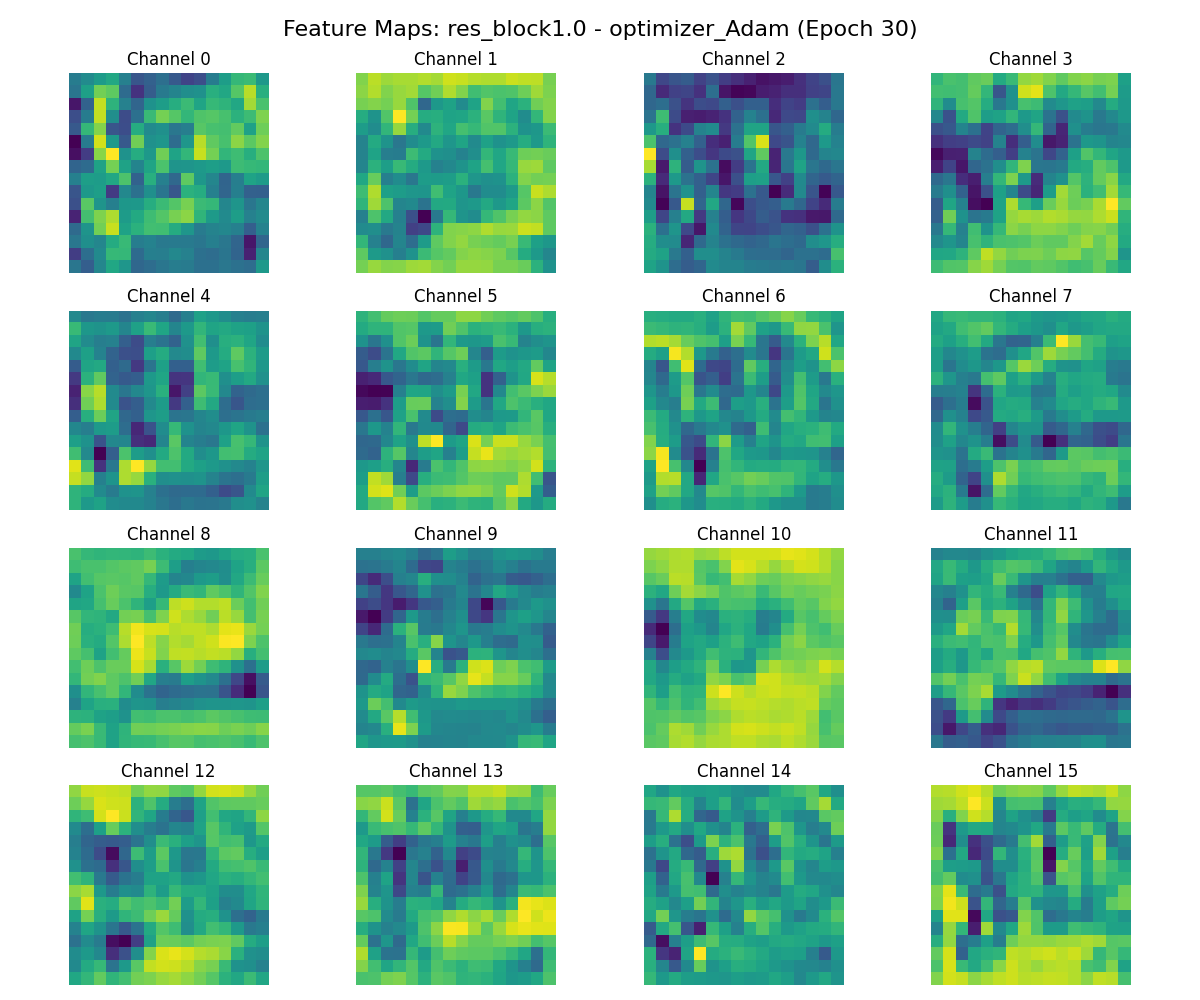 Feature Maps: res_block1.0 - optimizer_Adam (Epoch 30)
Channel 0
Channel 1
Channel 2
Channel 3
Channel 4
Channel 5
Channel 6
Channel 7
Channel 8
Channel 9
Channel 10
Channel 11
Channel 12
Channel 13
Channel 14
Channel 15